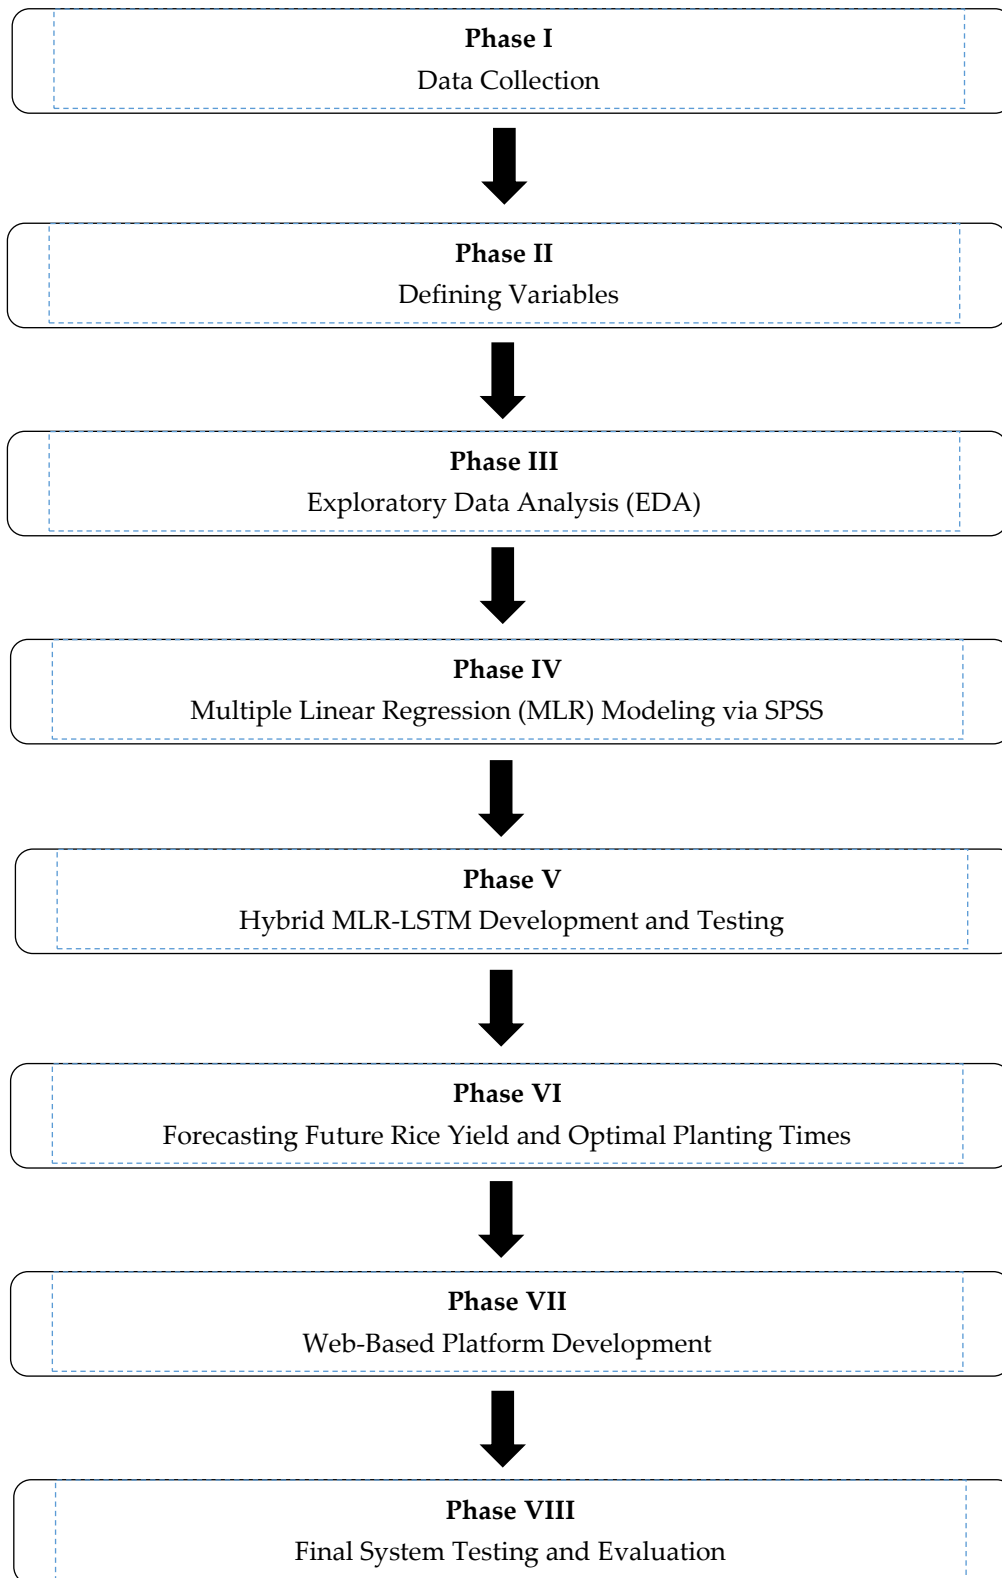 Phase I
Data Collection
Phase II
Defining Variables
Phase III
Exploratory Data Analysis (EDA)
Phase IV
Multiple Linear Regression (MLR) Modeling via SPSS
Phase V
Hybrid MLR-LSTM Development and Testing
Phase VI
Forecasting Future Rice Yield and Optimal Planting Times
Phase VII
Web-Based Platform Development
Phase VIII
Final System Testing and Evaluation